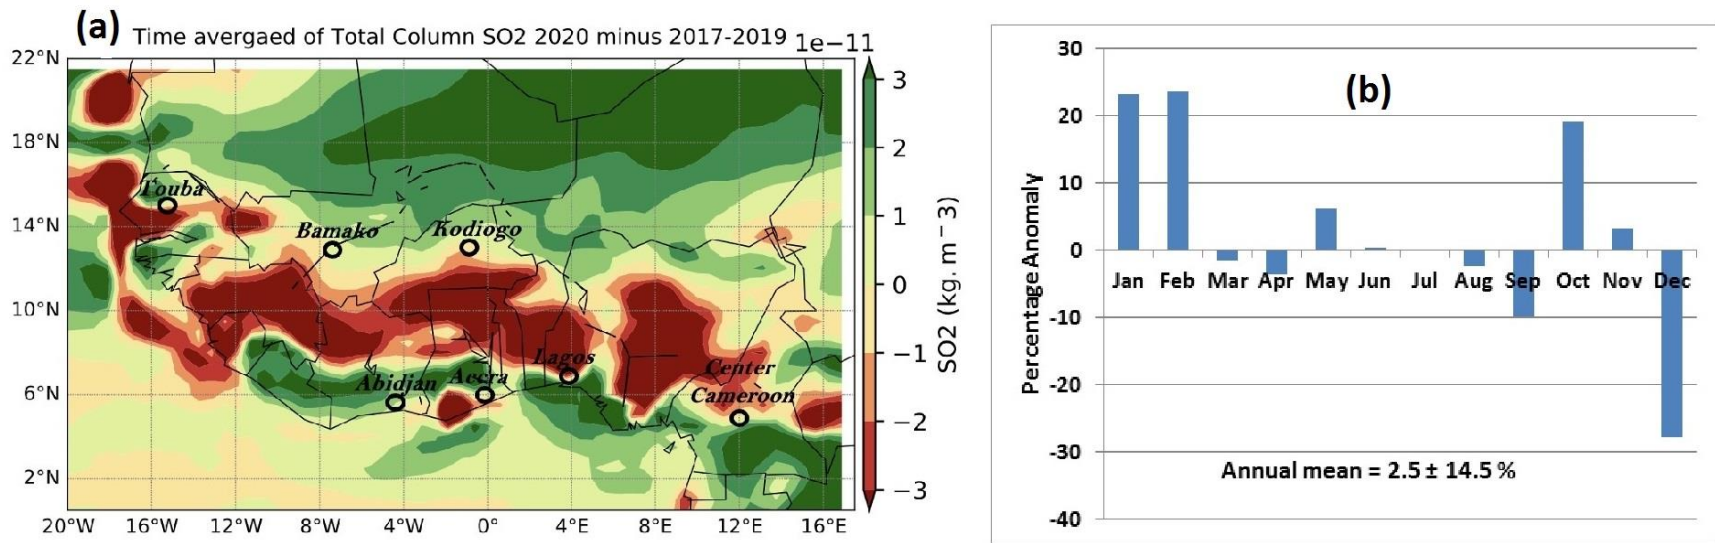 (a) Time avergaed of Total Column SO2 2020 minus 2017-2019 1e−11
22°N
18°N
14°N
10°N
6°N
2°N
20°W 16°W 12°W 8°W 4°W 0° 4°E 8°E 12°E 16°E
Touba
Bamako
Kodiogo
Lagos
Abidjan
Accra
Center
Cameroon
3
2
1
0
−1
−2
−3
SO2 (kg. m− 3)
(b)
Percentage Anomaly
30
20
10
0
-10
-20
-30
-40
Jan Feb Mar Apr May Jun Jul Aug Sep Oct Nov Dec
Annual mean = 2.5 ± 14.5 %